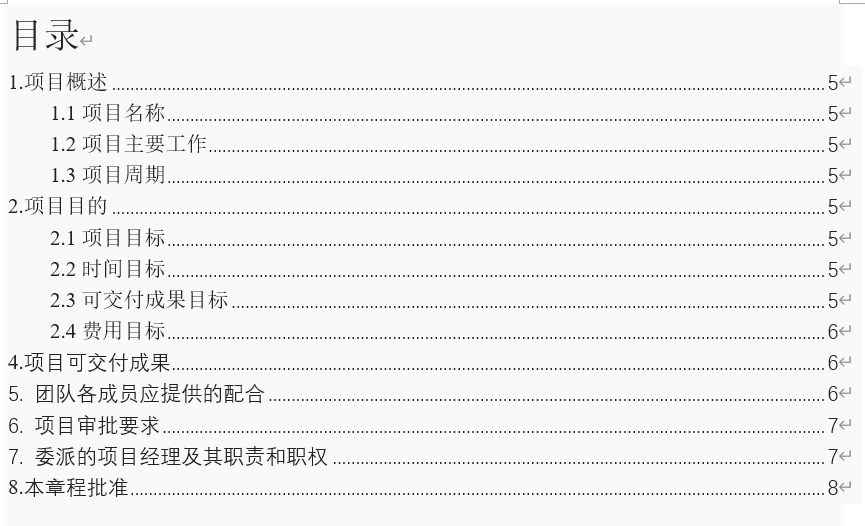 目录
1.项目概述 5
1.1 项目名称 5
1.2 项目主要工作 5
1.3 项目周期 5
2.项目目的 5
2.1 项目目标 5
2.2 时间目标 5
2.3 可交付成果目标 5
2.4 费用目标 6
4.项目可交付成果 6
5. 团队各成员应提供的配合 6
6. 项目审批要求 7
7. 委派的项目经理及其职责和职权 7
8.本章程批准 8